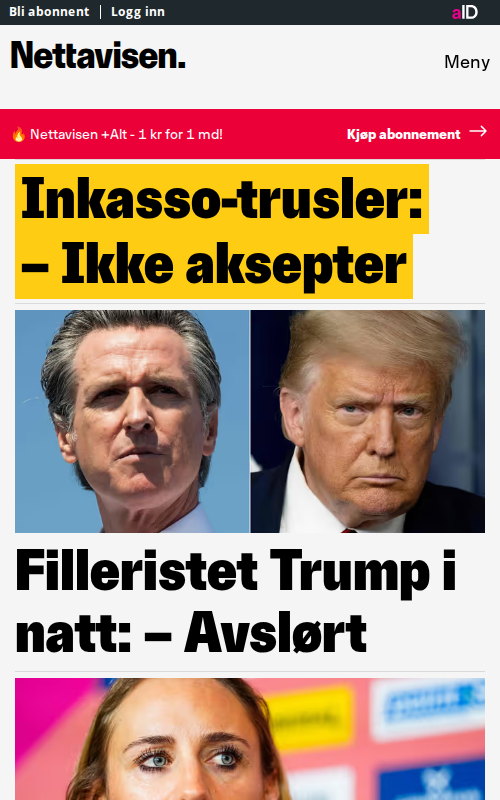 Bli abonnent | Logg inn
aID
Nettavisen.
Meny
🔥 Nettavisen +Alt - 1 kr for 1 md!
Kjøp abonnement →
Inkasso-trusler:
– Ikke aksepter
Filleristet Trump i
natt: – Avslørt